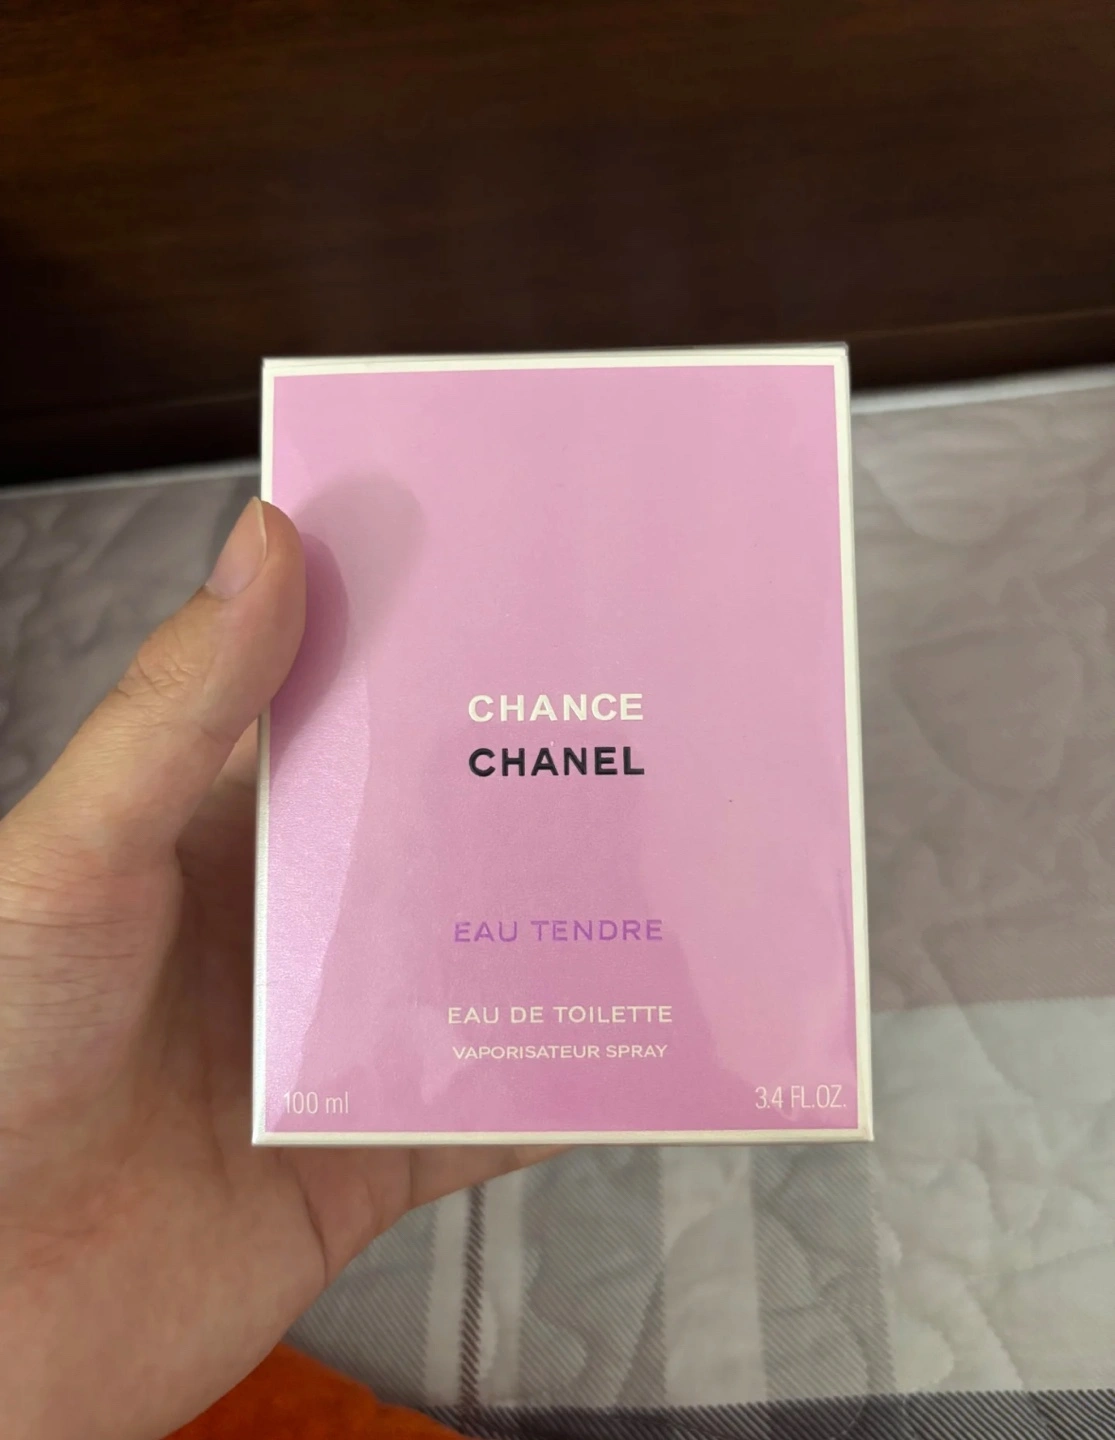 CHANCE
CHANEL
EAU TENDRE
EAU DE TOILETTE
VAPORISATEUR SPRAY
100 ml 3.4 FL.OZ.